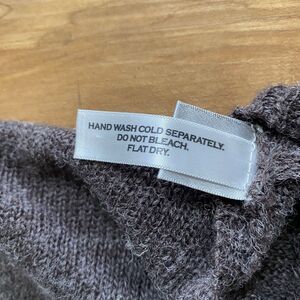 HAND WASH COLD SEPARATELY.
DO NOT BLEACH.
FLAT DRY.